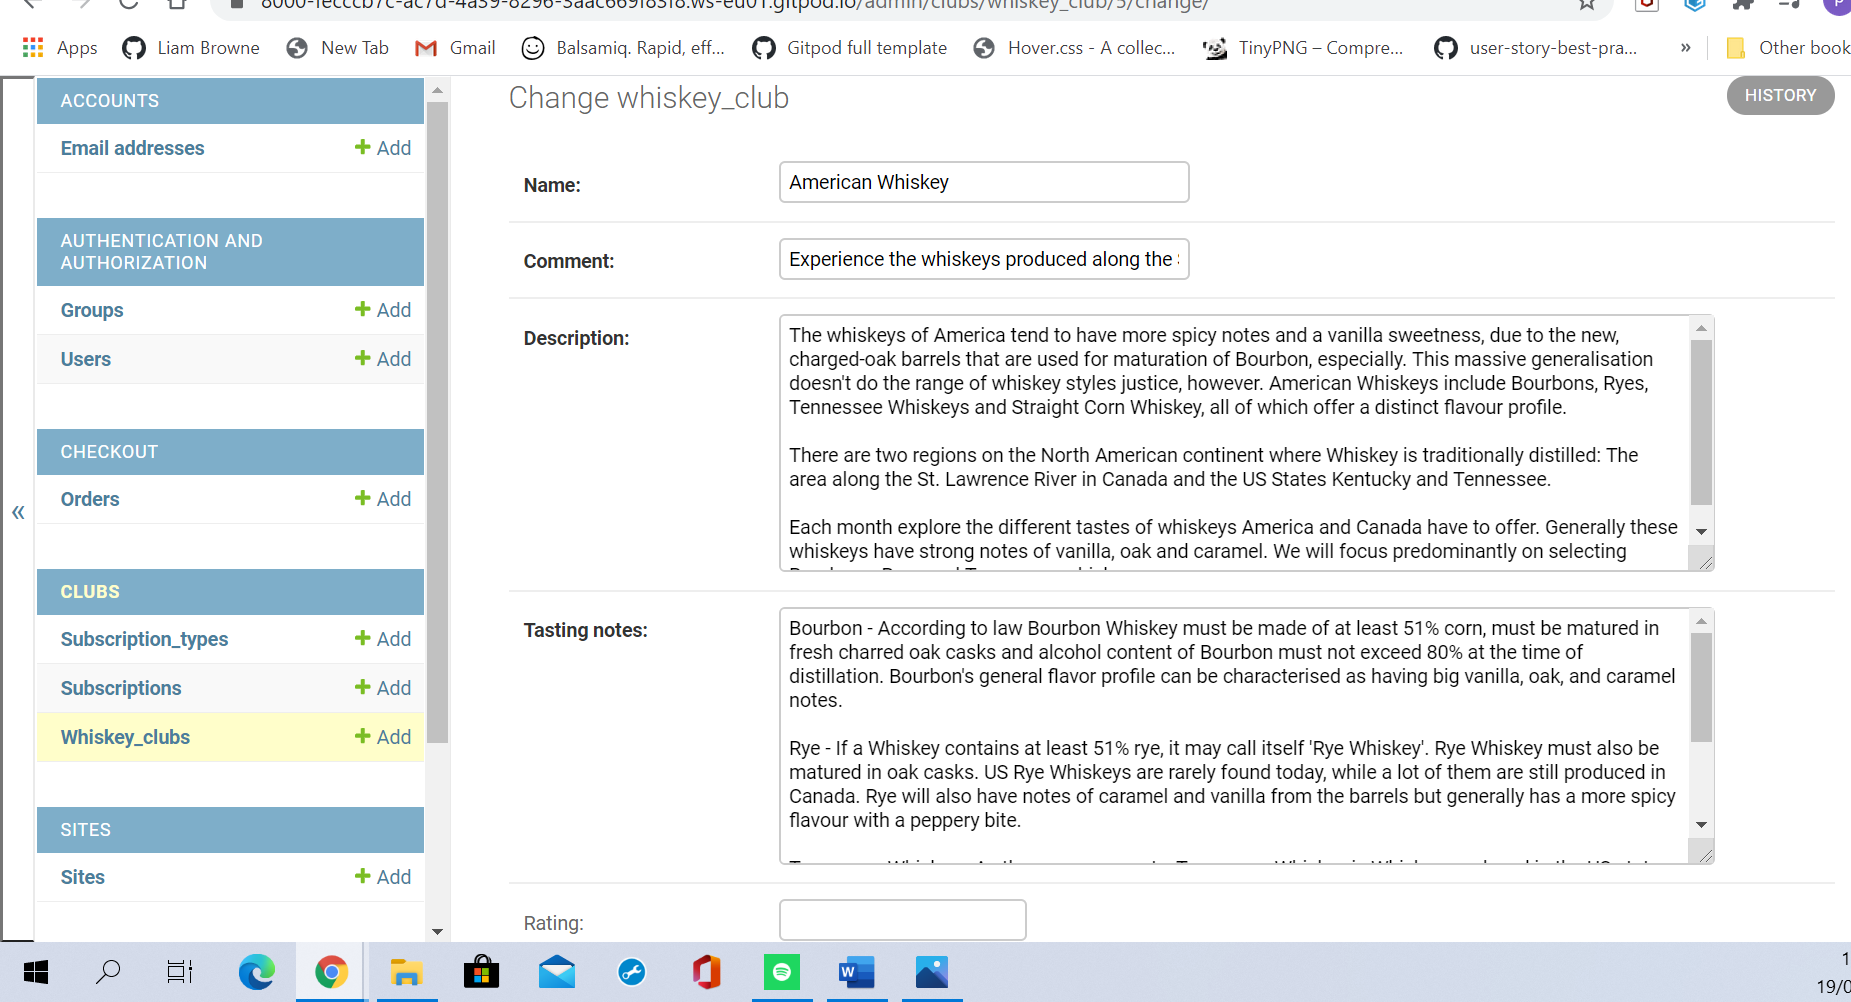 /admin/clubs/whiskey_club/5/change/
Apps Liam Browne New Tab Gmail Balsamiq. Rapid, eff... Gitpod full template Hover.css - A collec... TinyPNG – Compre... user-story-best-pra... » Other book
ACCOUNTS
Email addresses + Add
AUTHENTICATION AND
AUTHORIZATION
Groups + Add
Users + Add
CHECKOUT
Orders + Add
CLUBS
Subscription_types + Add
Subscriptions + Add
Whiskey_clubs + Add
SITES
Sites + Add
«
Change whiskey_club
HISTORY
Name:
American Whiskey
Comment:
Experience the whiskeys produced along the
Description:
The whiskeys of America tend to have more spicy notes and a vanilla sweetness, due to the new,
charged-oak barrels that are used for maturation of Bourbon, especially. This massive generalisation
doesn't do the range of whiskey styles justice, however. American Whiskeys include Bourbons, Ryes,
Tennessee Whiskeys and Straight Corn Whiskey, all of which offer a distinct flavour profile.
There are two regions on the North American continent where Whiskey is traditionally distilled: The
area along the St. Lawrence River in Canada and the US States Kentucky and Tennessee.
Each month explore the different tastes of whiskeys America and Canada have to offer. Generally these
whiskeys have strong notes of vanilla, oak and caramel. We will focus predominantly on selecting
Tasting notes:
Bourbon - According to law Bourbon Whiskey must be made of at least 51% corn, must be matured in
fresh charred oak casks and alcohol content of Bourbon must not exceed 80% at the time of
distillation. Bourbon's general flavor profile can be characterised as having big vanilla, oak, and caramel
notes.
Rye - If a Whiskey contains at least 51% rye, it may call itself 'Rye Whiskey'. Rye Whiskey must also be
matured in oak casks. US Rye Whiskeys are rarely found today, while a lot of them are still produced in
Canada. Rye will also have notes of caramel and vanilla from the barrels but generally has a more spicy
flavour with a peppery bite.
Rating:
W
1
19/0